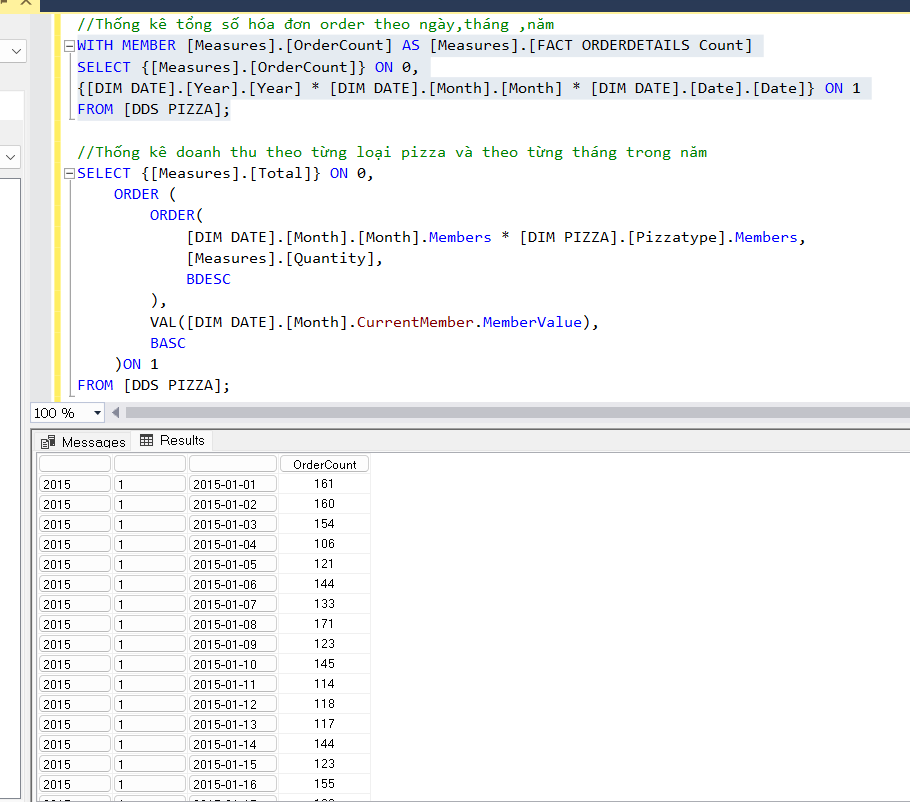 //Thống kê tổng số hóa đơn order theo ngày,tháng ,năm
WITH MEMBER [Measures].[OrderCount] AS [Measures].[FACT ORDERDETAILS Count]
SELECT {[Measures].[OrderCount]} ON 0,
{[DIM DATE].[Year].[Year] * [DIM DATE].[Month].[Month] * [DIM DATE].[Date].[Date]} ON 1
FROM [DDS PIZZA];
//Thống kê doanh thu theo từng loại pizza và theo từng tháng trong năm
SELECT {[Measures].[Total]} ON 0,
ORDER (
ORDER(
[DIM DATE].[Month].[Month].Members * [DIM PIZZA].[Pizzatype].Members,
[Measures].[Quantity],
BDESC
),
VAL([DIM DATE].[Month].CurrentMember.MemberValue),
BASC
)ON 1
FROM [DDS PIZZA];
100 %
Messages Results
OrderCount
2015 1 2015-01-01 161
2015 1 2015-01-02 160
2015 1 2015-01-03 154
2015 1 2015-01-04 106
2015 1 2015-01-05 121
2015 1 2015-01-06 144
2015 1 2015-01-07 133
2015 1 2015-01-08 171
2015 1 2015-01-09 123
2015 1 2015-01-10 145
2015 1 2015-01-11 114
2015 1 2015-01-12 118
2015 1 2015-01-13 117
2015 1 2015-01-14 144
2015 1 2015-01-15 123
2015 1 2015-01-16 155